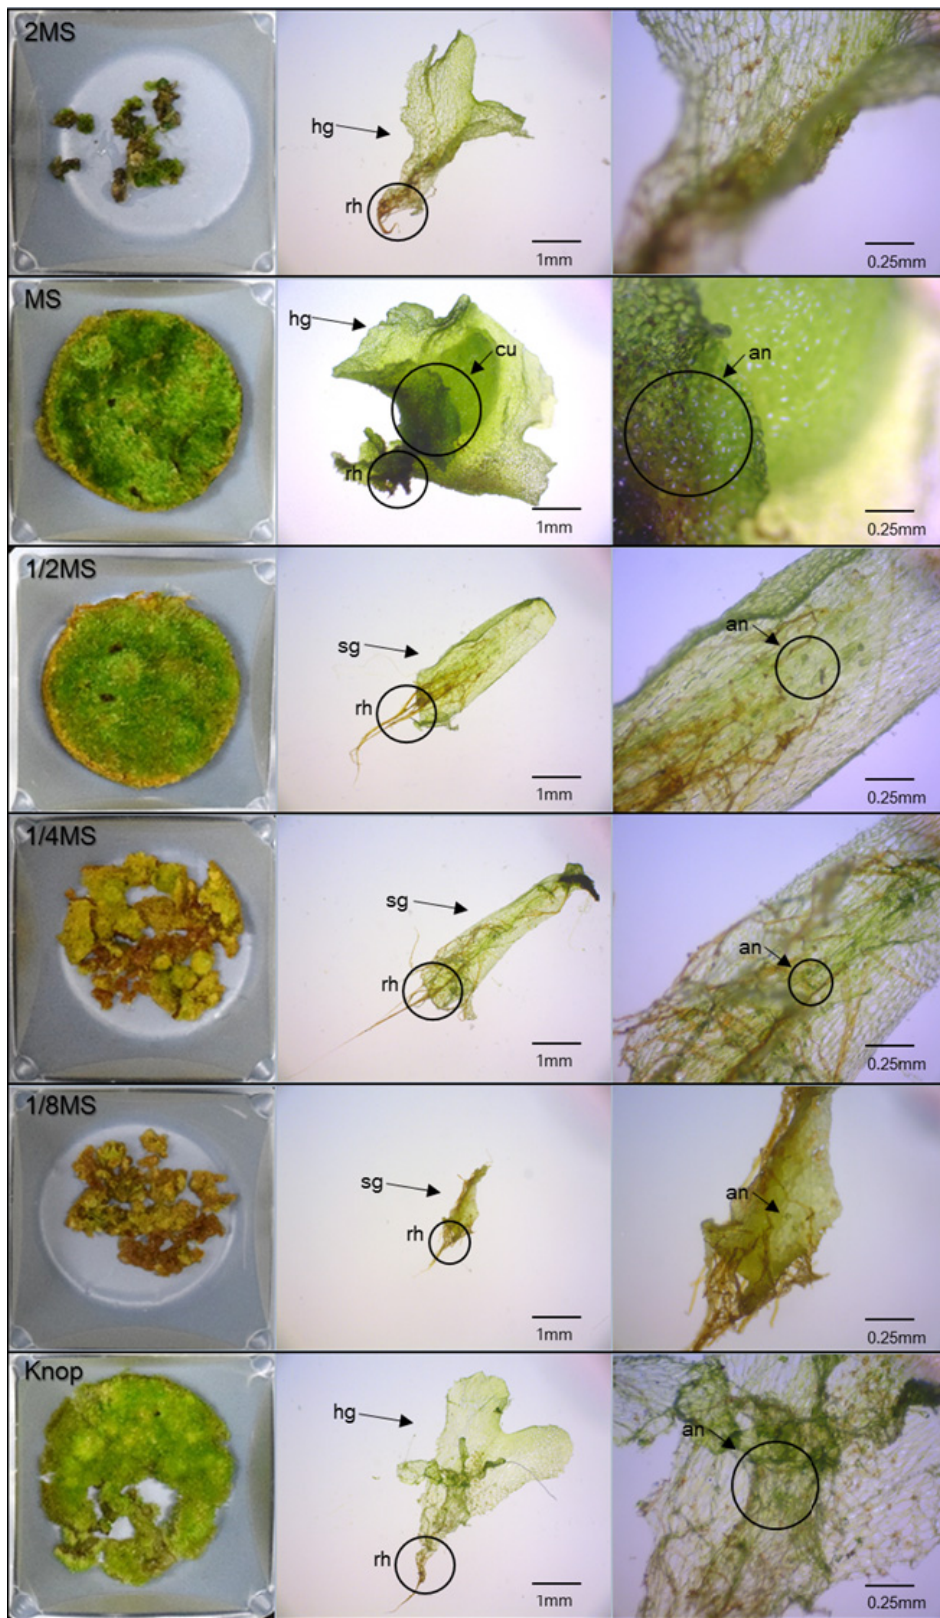 2MS
hg
rh
1mm
0.25mm
MS
hg
cu
rh
1mm
an
0.25mm
1/2MS
sg
rh
1mm
an
0.25mm
1/4MS
sg
rh
1mm
an
0.25mm
1/8MS
sg
rh
1mm
an
0.25mm
Knop
hg
rh
1mm
an
0.25mm